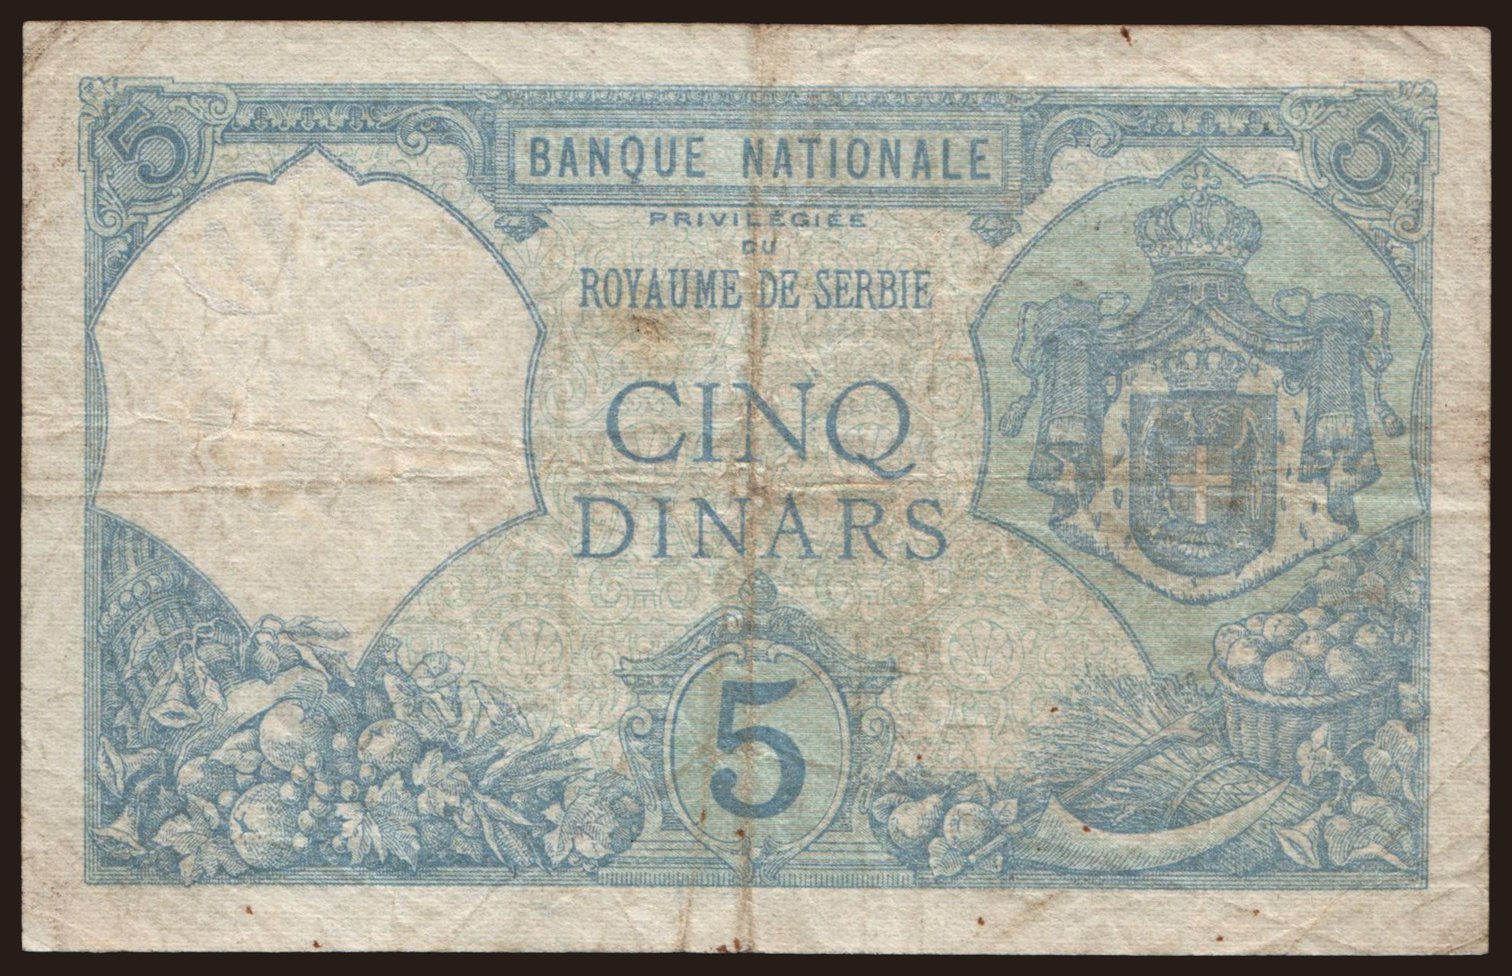 5 BANQUE NATIONALE 5
PRIVILÉGIÉE
DU
ROYAUME DE SERBIE
CINQ
DINARS
5